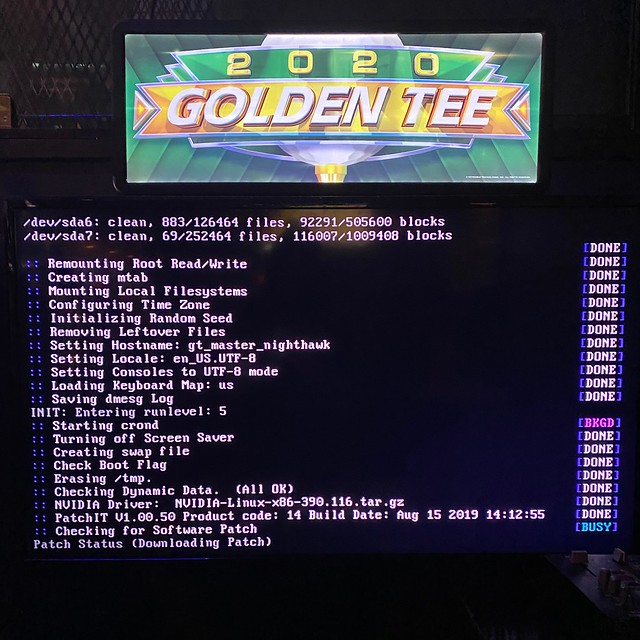 2020
GOLDEN TEE
/dev/sda6: clean, 883/126464 files, 92291/505600 blocks
/dev/sda7: clean, 69/252464 files, 116007/1009408 blocks
[DONE]
:: Remounting Root Read/Write [DONE]
:: Creating mtab [DONE]
:: Mounting Local Filesystems [DONE]
:: Configuring Time Zone [DONE]
:: Initializing Random Seed [DONE]
:: Removing Leftover Files [DONE]
:: Setting Hostname: gt_master_nighthawk [DONE]
:: Setting Locale: en_US.UTF-8 [DONE]
:: Setting Consoles to UTF-8 mode [DONE]
:: Loading Keyboard Map: us [DONE]
:: Saving dmesg Log [DONE]
INIT: Entering runlevel: 5
:: Starting crond [BKGD]
:: Turning off Screen Saver [DONE]
:: Creating swap file [DONE]
:: Check Boot Flag [DONE]
:: Erasing /tmp. [DONE]
:: Checking Dynamic Data. (All OK) [DONE]
:: NVIDIA Driver: NVIDIA-Linux-x86-390.116.tar.gz [DONE]
:: PatchIT V1.00.50 Product code: 14 Build Date: Aug 15 2019 14:12:55 [DONE]
:: Checking for Software Patch [BUSY]
Patch Status (Downloading Patch)